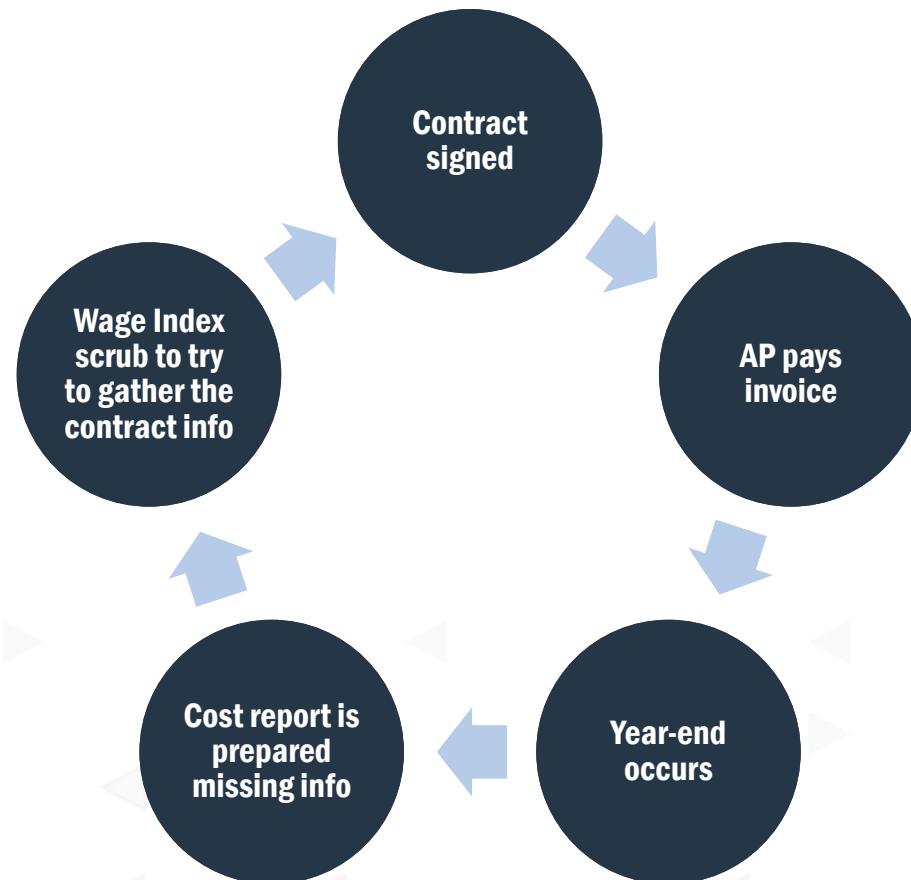 Contract
signed
AP pays
invoice
Year-end
occurs
Cost report is
prepared
missing info
Wage Index
scrub to try
to gather the
contract info